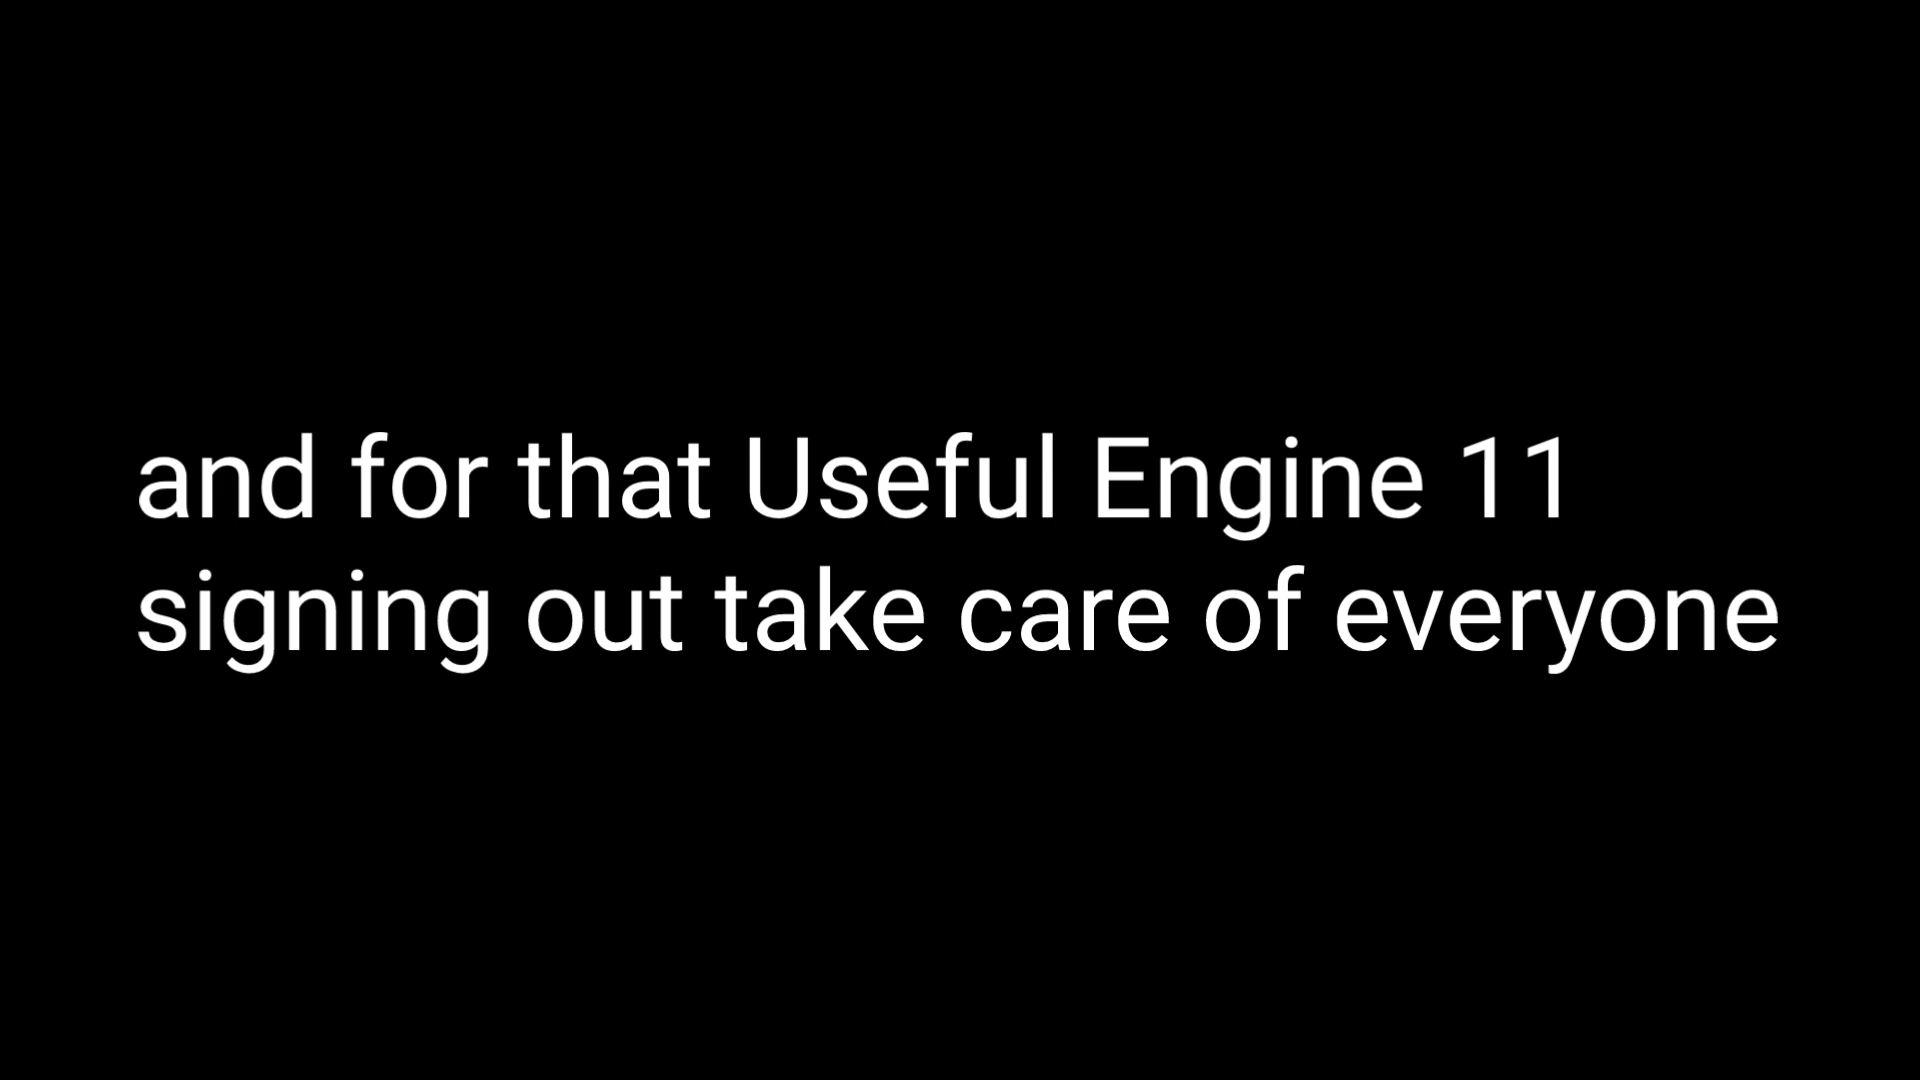 and for that Useful Engine 11
signing out take care of everyone